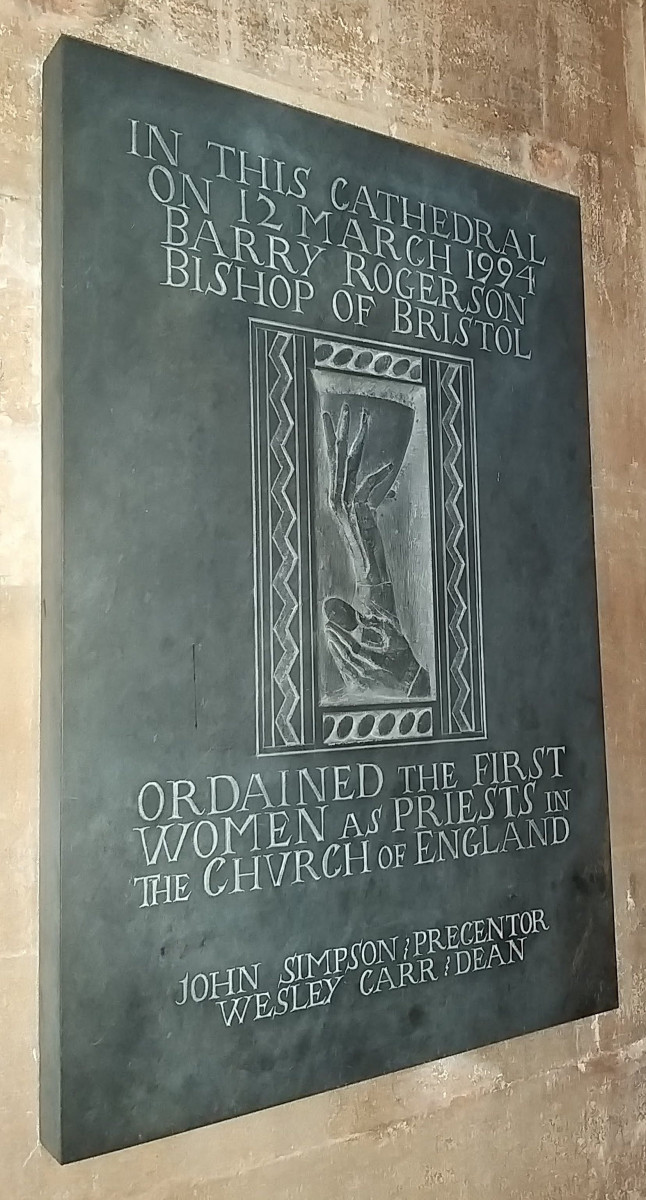 IN THIS CATHEDRAL
ON 12 MARCH 1994
BARRY ROGERSON
BISHOP OF BRISTOL
ORDAINED THE FIRST
WOMEN AS PRIESTS IN
THE CHVRCH OF ENGLAND
JOHN SIMPSON : PRECENTOR
WESLEY CARR : DEAN